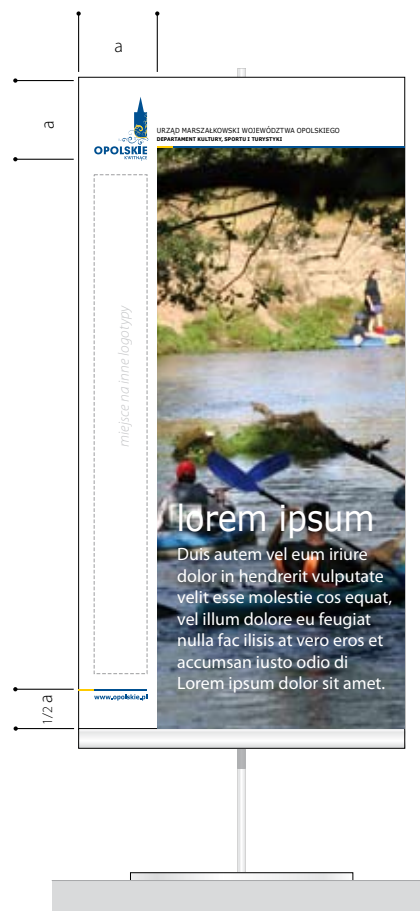 a
a
OPOLSKIE
KWITNĄCE
URZĄD MARSZAŁKOWSKI WOJEWÓDZTWA OPOLSKIEGO
DEPARTAMENT KULTURY, SPORTU I TURYSTYKI
miejsce na inne logotypy
lorem ipsum
Duis autem vel eum iriure
dolor in hendrerit vulputate
velit esse molestie cos equat,
vel illum dolore eu feugiat
nulla fac ilisis at vero eros et
accumsan iusto odio di
Lorem ipsum dolor sit amet.
1/2 a
www.opolskie.pl